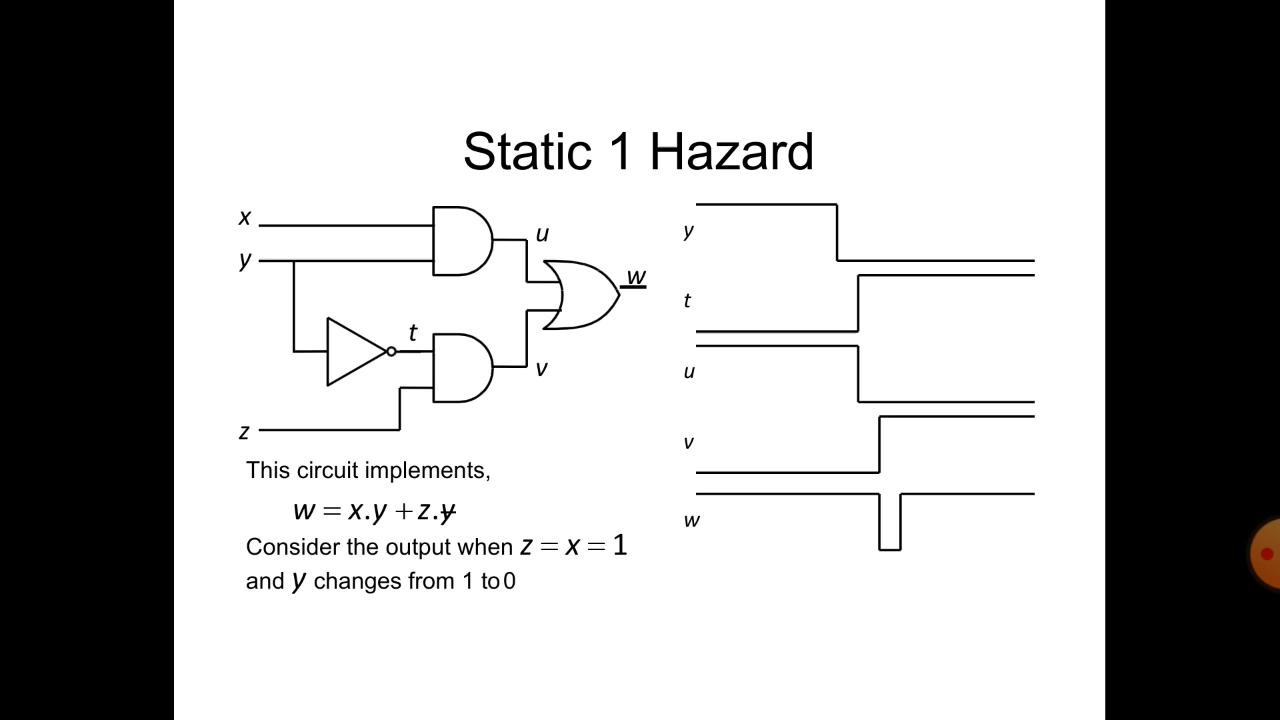 Static 1 Hazard
x
y
t
z
u
v
w
y
t
u
v
w
This circuit implements,
w = x.y + z.y̶
Consider the output when z = x = 1
and y changes from 1 to 0